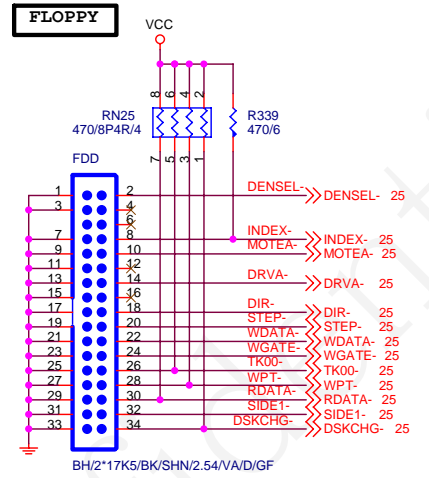 FLOPPY
VCC
8 6 4 2
RN25
470/8P4R/4
R339
470/6
7 5 3 1
FDD
1 2 DENSEL- DENSEL- 25
3 4
6
7 8 INDEX- INDEX- 25
9 10 MOTEA- MOTEA- 25
11 12
13 14 DRVA- DRVA- 25
15 16
17 18 DIR- DIR- 25
19 20 STEP- STEP- 25
21 22 WDATA- WDATA- 25
23 24 WGATE- WGATE- 25
25 26 TK00- TK00- 25
27 28 WPT- WPT- 25
29 30 RDATA- RDATA- 25
31 32 SIDE1- SIDE1- 25
33 34 DSKCHG- DSKCHG- 25
BH/2*17K5/BK/SHN/2.54/VA/D/GF